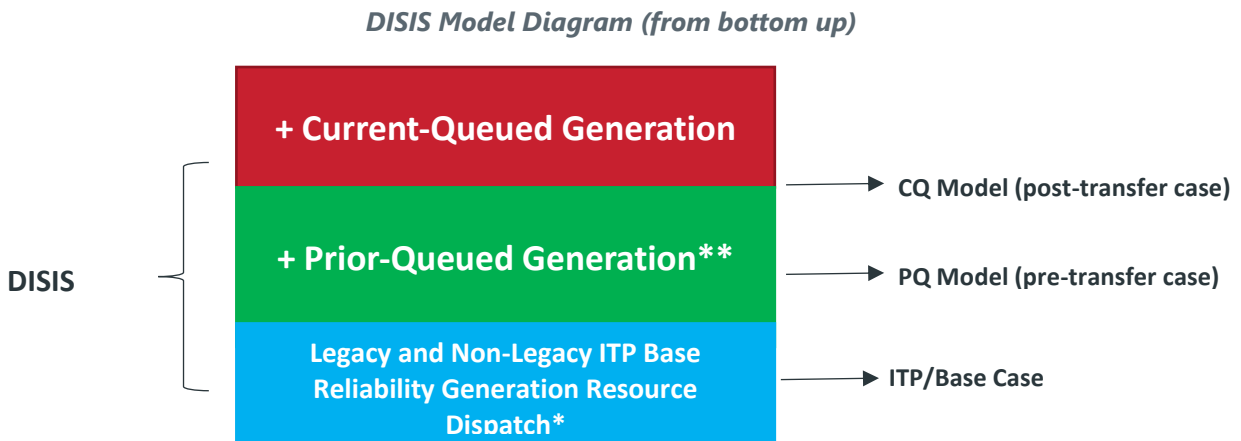 DISIS Model Diagram (from bottom up)
+ Current-Queued Generation
CQ Model (post-transfer case)
+ Prior-Queued Generation**
PQ Model (pre-transfer case)
DISIS
Legacy and Non-Legacy ITP Base
Reliability Generation Resource
Dispatch*
ITP/Base Case